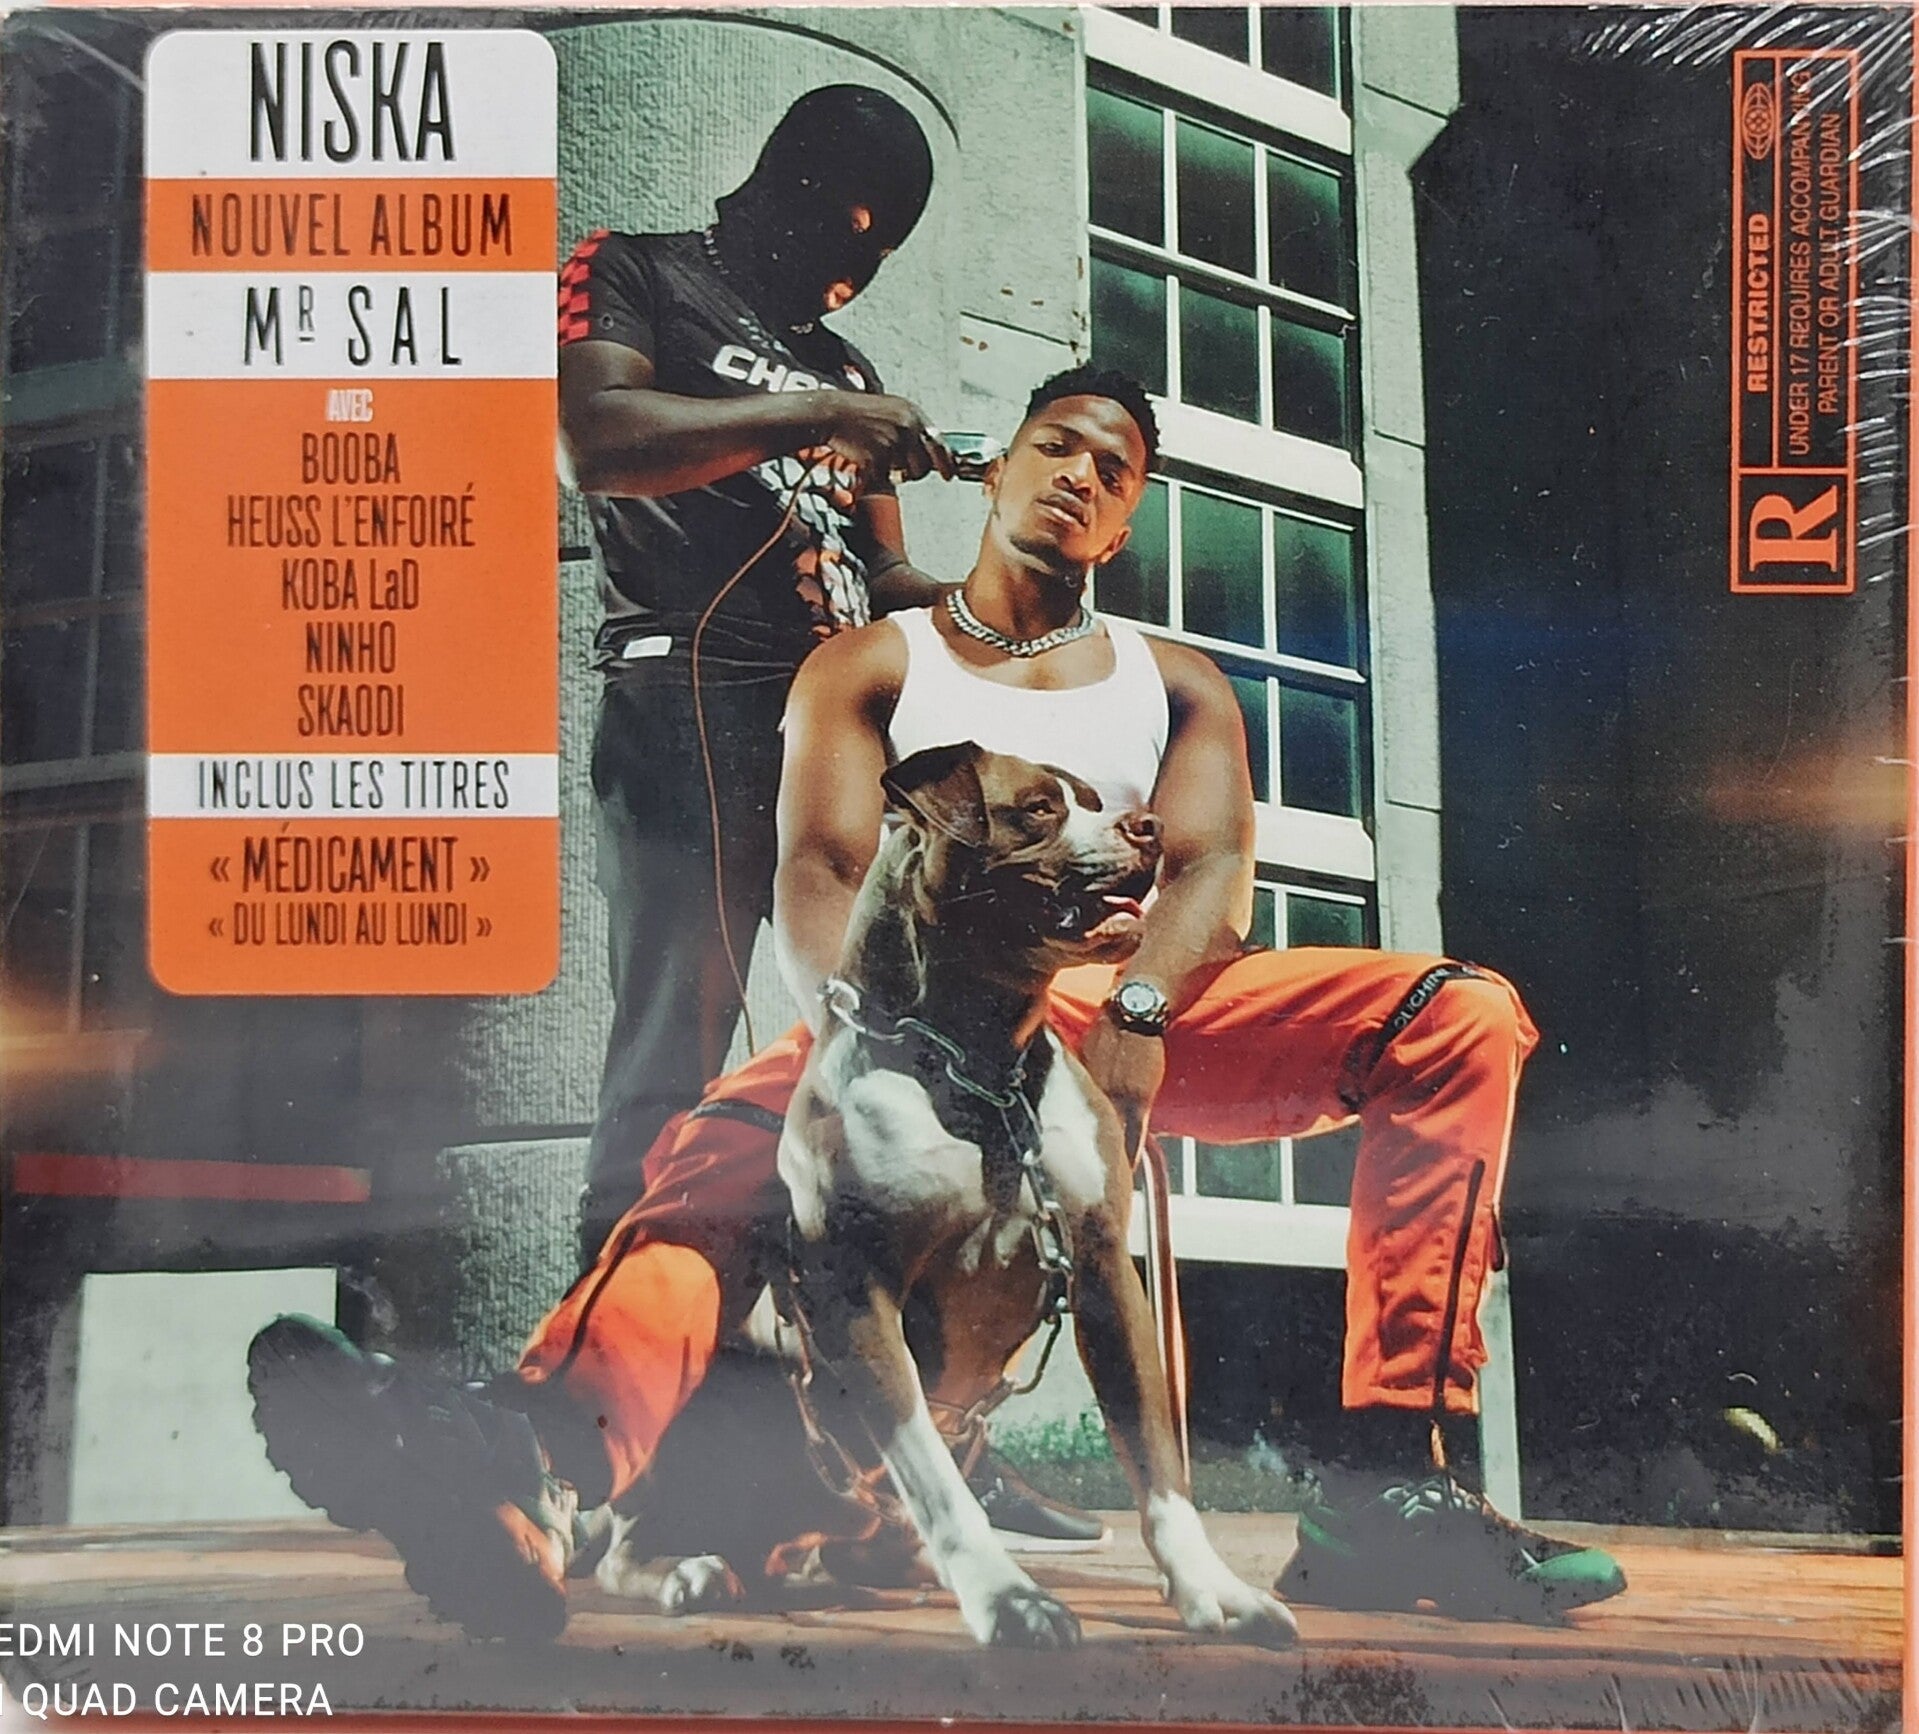 NISKA
NOUVEL ALBUM
MR SAL
AVEC
BOOBA
HEUSS L'ENFOIRÉ
KOBA LaD
NINHO
SKAODI
INCLUS LES TITRES
« MÉDICAMENT »
« DU LUNDI AU LUNDI »
R
RESTRICTED
UNDER 17 REQUIRES ACCOMPANYING
PARENT OR ADULT GUARDIAN
EDMI NOTE 8 PRO
I QUAD CAMERA